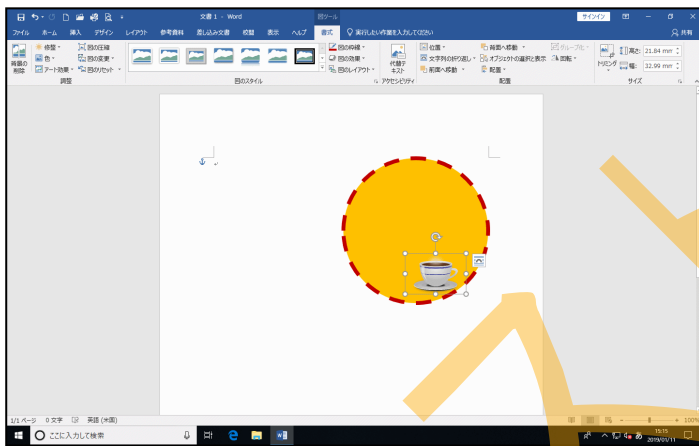 文書 1 - Word
図ツール
サインイン
ファイル ホーム 挿入 デザイン レイアウト 参考資料 差し込み文書 校閲 表示 ヘルプ 書式 実行したい作業を入力してください 共有
背景の削除
修整
色
アート効果
図の圧縮
図の変更
図のリセット
調整
図のスタイル
図の枠線
図の効果
図のレイアウト
代替テキスト
アクセシビリティ
位置
文字列の折り返し
前面へ移動
背面へ移動
オブジェクトの選択と表示
配置
グループ化
回転
配置
トリミング
高さ: 21.84 mm
幅: 32.99 mm
サイズ
1/1 ページ 0 文字 英語 (米国) 100%
ここに入力して検索
あ
15:15
2019/01/11